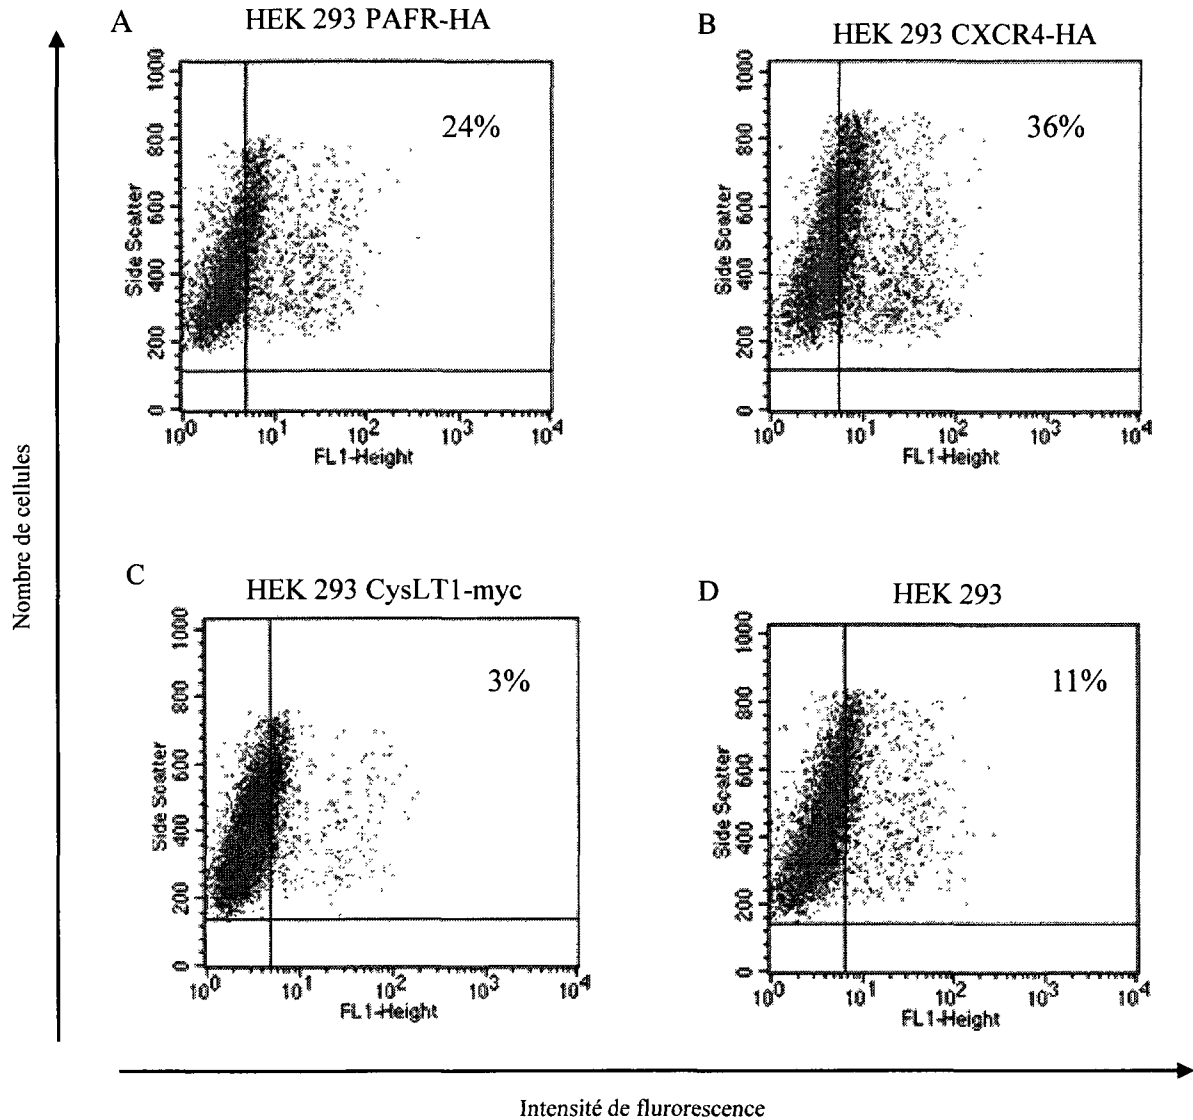 A
HEK 293 PAFR-HA
24%
Side Scatter
0 200 400 600 800 1000
10^0 10^1 10^2 10^3 10^4
FL1-Height
B
HEK 293 CXCR4-HA
36%
Side Scatter
0 200 400 600 800 1000
10^0 10^1 10^2 10^3 10^4
FL1-Height
C
HEK 293 CysLT1-myc
3%
Side Scatter
0 200 400 600 800 1000
10^0 10^1 10^2 10^3 10^4
FL1-Height
D
HEK 293
11%
Side Scatter
0 200 400 600 800 1000
10^0 10^1 10^2 10^3 10^4
FL1-Height
Nombre de cellules
Intensité de flurorescence